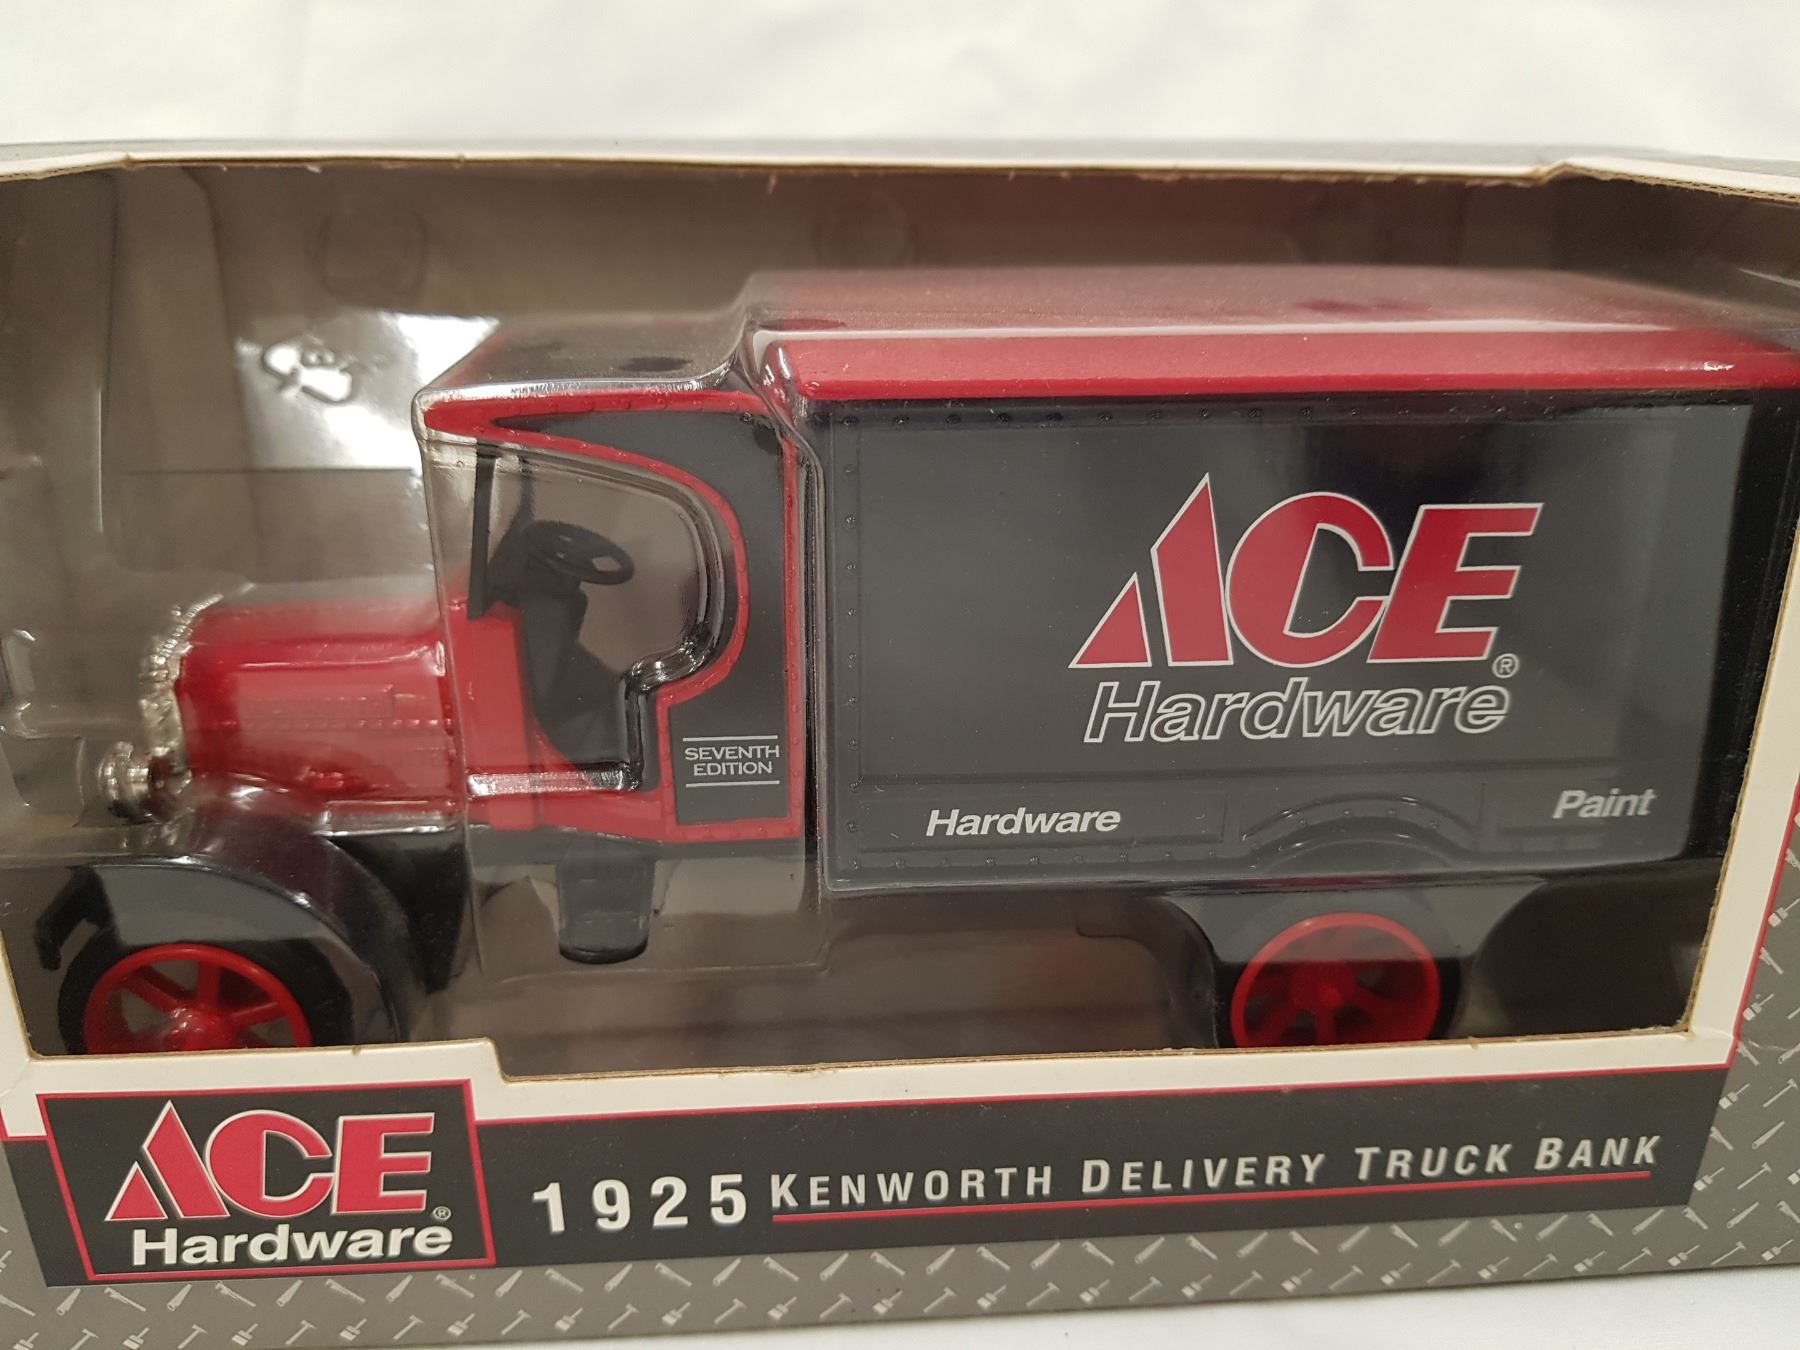 ACE®
Hardware
SEVENTH
EDITION
Hardware
Paint
ACE®
Hardware
1925 KENWORTH DELIVERY TRUCK BANK